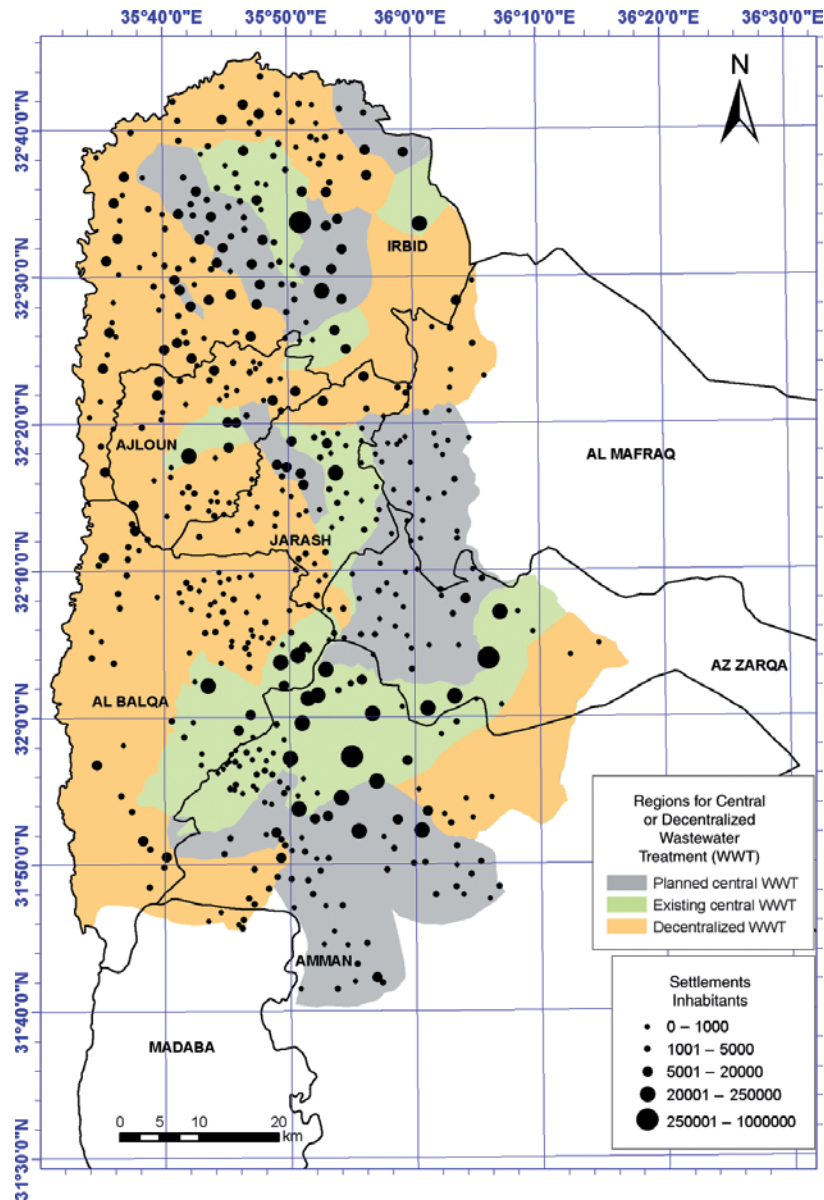 35°40'0"E 35°50'0"E 36°00'0"E 36°10'0"E 36°20'0"E 36°30'0"E
N
32°40'0"N
32°30'0"N
32°20'0"N
32°10'0"N
32°0'0"N
31°50'0"N
31°40'0"N
31°30'0"N
IRBID
AJLOUN
AL MAFRAQ
JARASH
AZ ZARQA
AL BALQA
AMMAN
MADABA
Regions for Central
or Decentralized
Wastewater
Treatment (WWT)
Planned central WWT
Existing central WWT
Decentralized WWT
Settlements
Inhabitants
0 – 1000
1001 – 5000
5001 – 20000
20001 – 250000
250001 – 1000000
0 5 10 20
km